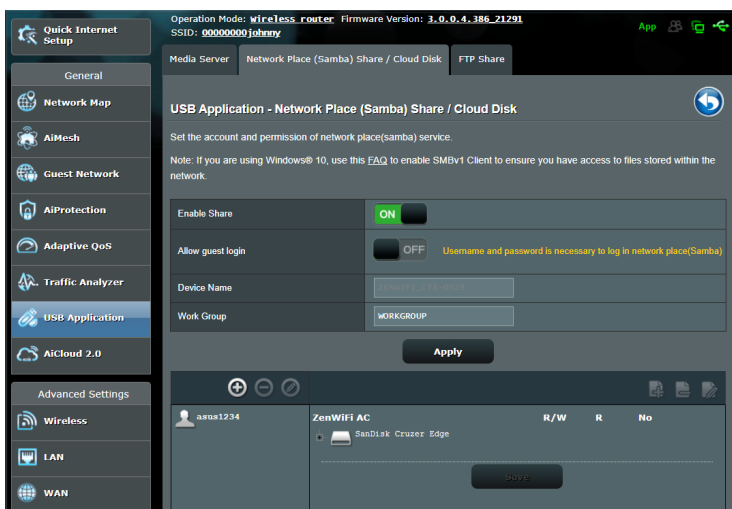 Quick Internet Setup
Operation Mode: Wireless router Firmware Version: 3.0.0.4.386_21291
SSID: 00000000johnny
App
General
Network Map
AiMesh
Guest Network
AiProtection
Adaptive QoS
Traffic Analyzer
USB Application
AiCloud 2.0
Advanced Settings
Wireless
LAN
WAN
Media Server
Network Place (Samba) Share / Cloud Disk
FTP Share
USB Application - Network Place (Samba) Share / Cloud Disk
Set the account and permission of network place(samba) service.
Note: If you are using Windows® 10, use this FAQ to enable SMBv1 Client to ensure you have access to files stored within the
network.
Enable Share
ON
Allow guest login
OFF
Username and password is necessary to log in network place(Samba)
Device Name
Work Group
WORKGROUP
Apply
asus1234
ZenWiFi AC
R/W
R
No
SanDisk Cruzer Edge
Save